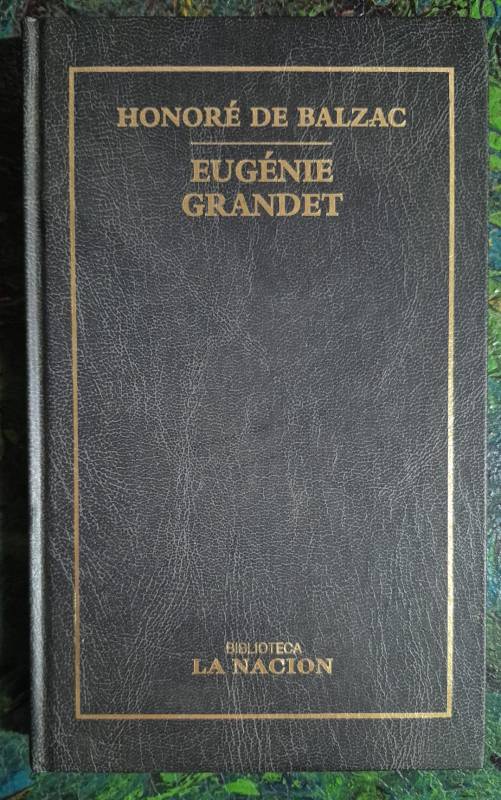 HONORÉ DE BALZAC
EUGÉNIE
GRANDET
BIBLIOTECA
LA NACION